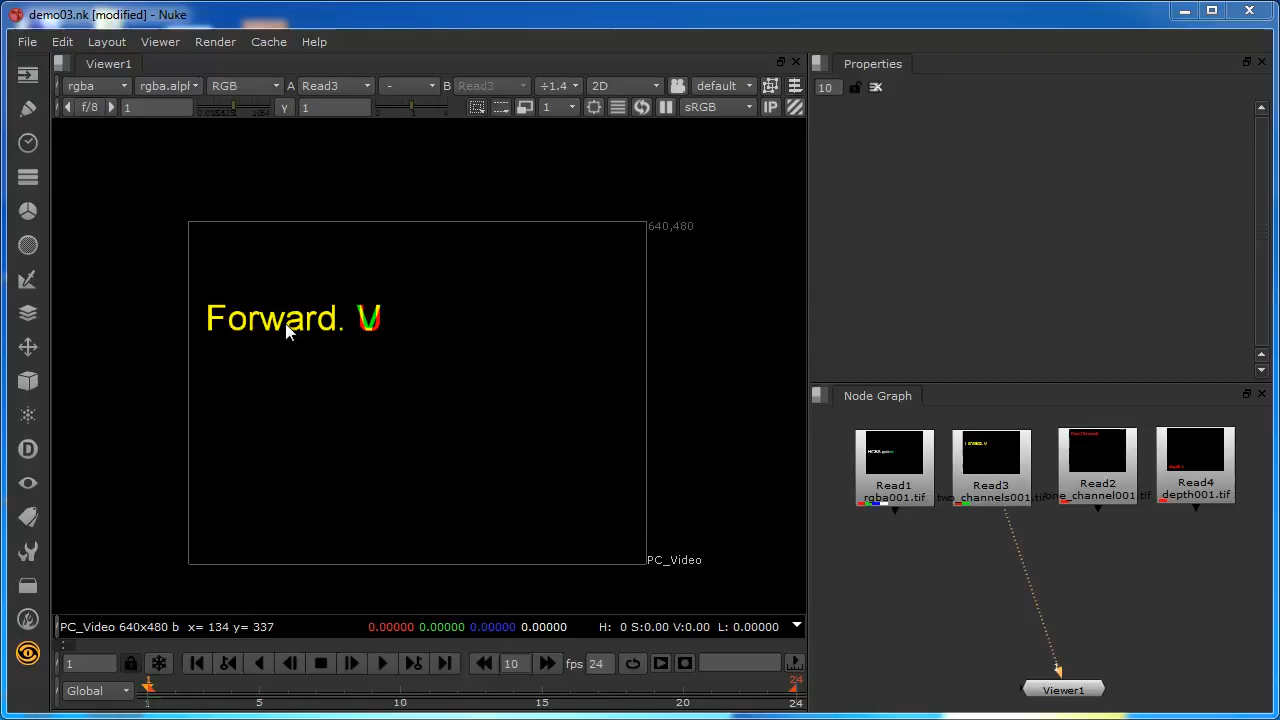 demo03.nk [modified] - Nuke
File Edit Layout Viewer Render Cache Help
Viewer1
rgba rgba.alpl RGB A Read3 - B Read3 ÷1.4 2D default
f/8 1 γ 1 1 sRGB IP
640,480
Forward.
PC_Video
PC_Video 640x480 b x= 134 y= 337 0.00000 0.00000 0.00000 0.00000 H: 0 S:0.00 V:0.00 L: 0.00000
1 10 fps 24
Global 1 1 5 10 15 20 24 24
Properties
10
Node Graph
Read1
rgba001.tif
Read3
two_channels001.tif
Read2
one_channel001.tif
Read4
depth001.tif
1
Viewer1